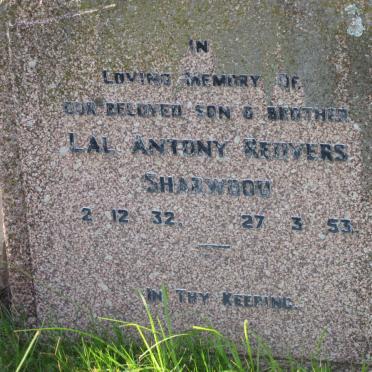 IN
LOVING MEMORY OF
OUR BELOVED SON & BROTHER
LAL ANTONY REDVERS
SHARWOOD
2 12 32. 27 3 53.
IN THY KEEPING.